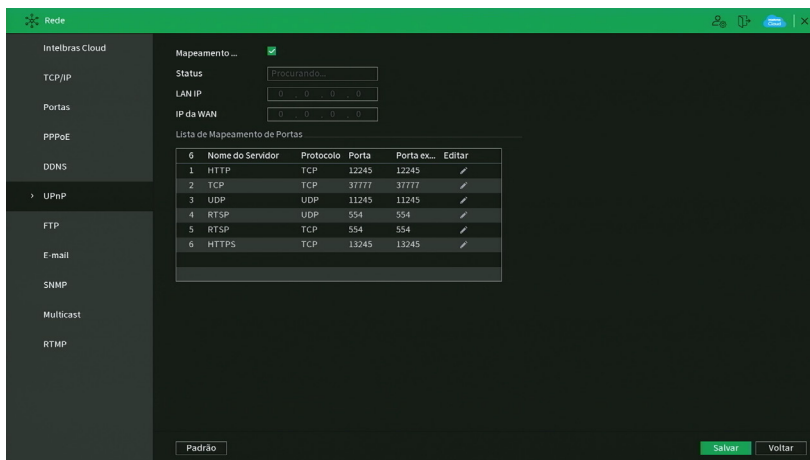 Rede
Intelbras Cloud
TCP/IP
Portas
PPPoE
DDNS
UPnP
FTP
E-mail
SNMP
Multicast
RTMP
Mapeamento ...
Status Procurando...
LAN IP 0 . 0 . 0 . 0
IP da WAN 0 . 0 . 0 . 0
Lista de Mapeamento de Portas
6 Nome do Servidor Protocolo Porta Porta ex... Editar
1 HTTP TCP 12245 12245
2 TCP TCP 37777 37777
3 UDP UDP 11245 11245
4 RTSP UDP 554 554
5 RTSP TCP 554 554
6 HTTPS TCP 13245 13245
Padrão Salvar Voltar